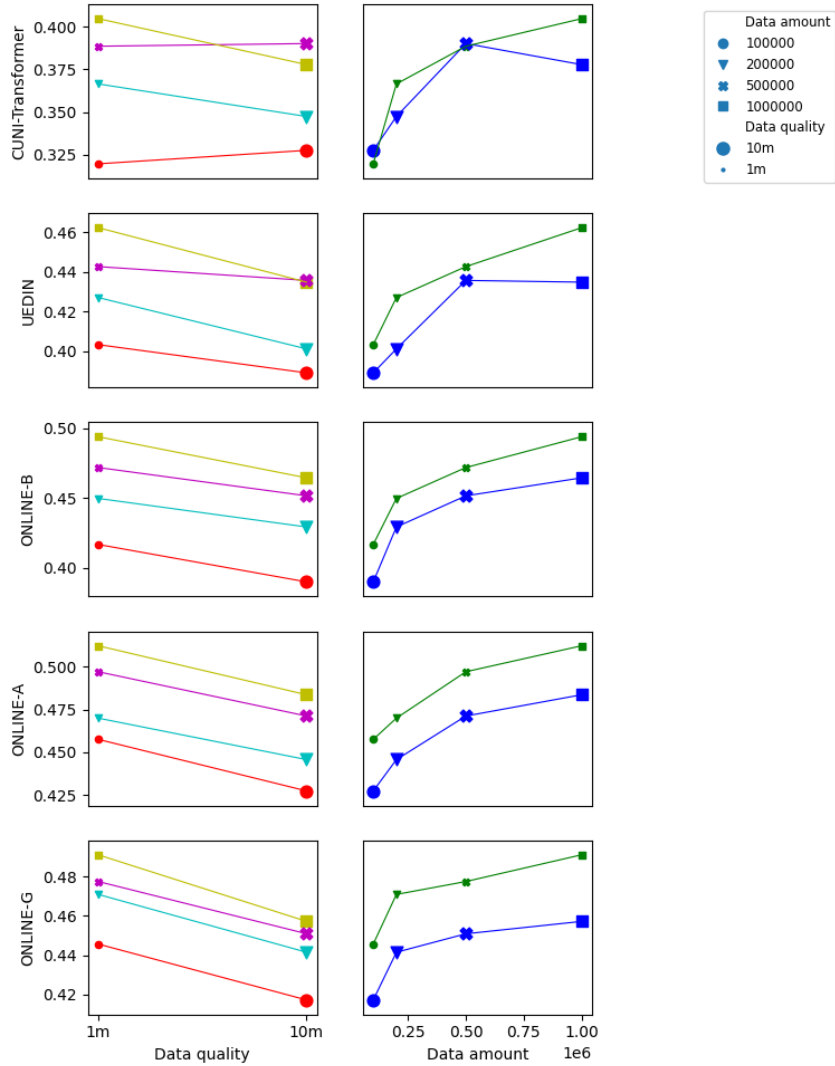 Data amount
100000
200000
500000
1000000
Data quality
10m
1m
CUNI-Transformer
0.400
0.375
0.350
0.325
UEDIN
0.46
0.44
0.42
0.40
ONLINE-B
0.50
0.45
0.40
ONLINE-A
0.500
0.475
0.450
0.425
ONLINE-G
0.48
0.46
0.44
0.42
1m 10m
Data quality
0.25 0.50 0.75 1.00
1e6
Data amount